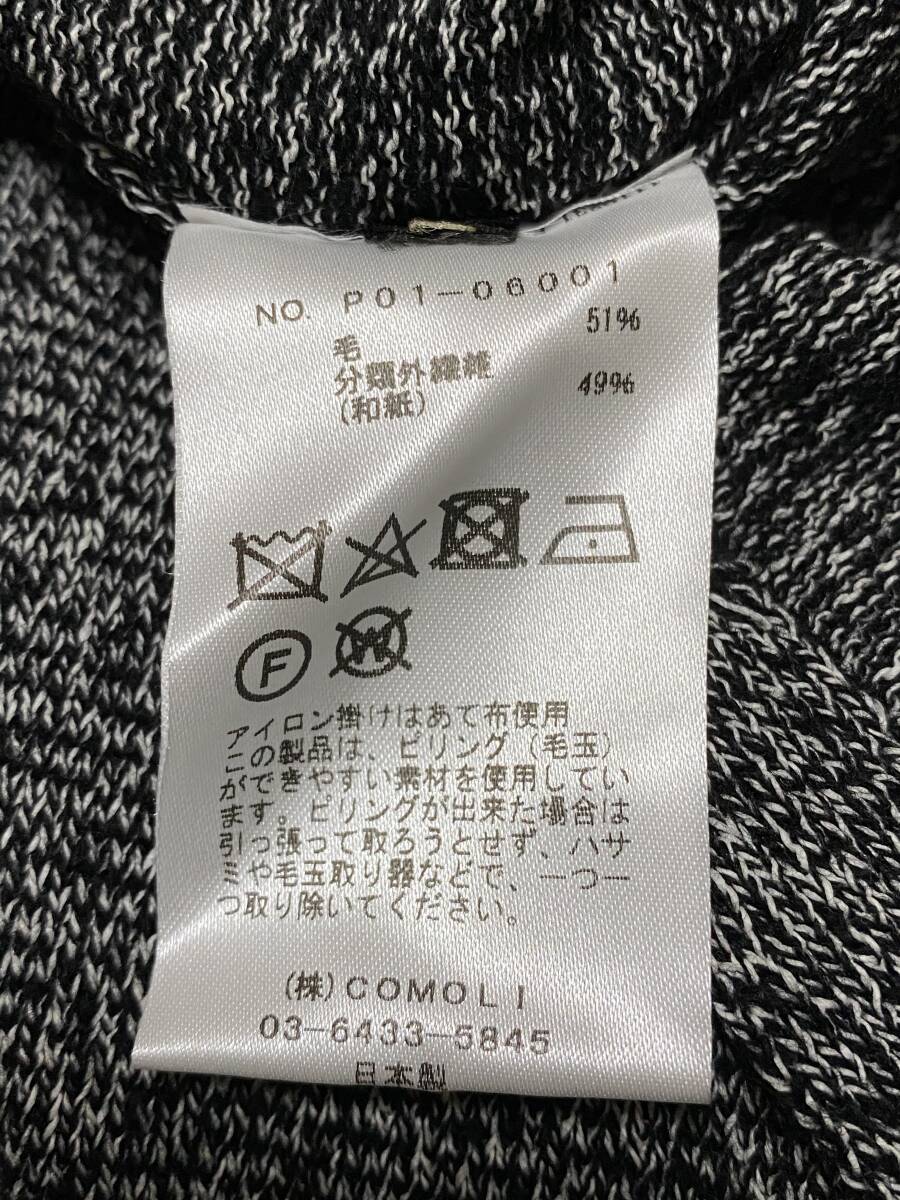 NO. P01-06001
毛 51%
分類外繊維
(和紙) 49%
F
W
アイロン掛けはあて布使用
この製品は、ピリング(毛玉)
ができやすい素材を使用してい
ます。ピリングが出来た場合は
引っ張って取ろうとせず、ハサ
ミや毛玉取り器などで、一つ一
つ取り除いてください。
(株)COMOLI
03-6433-5845
日本製